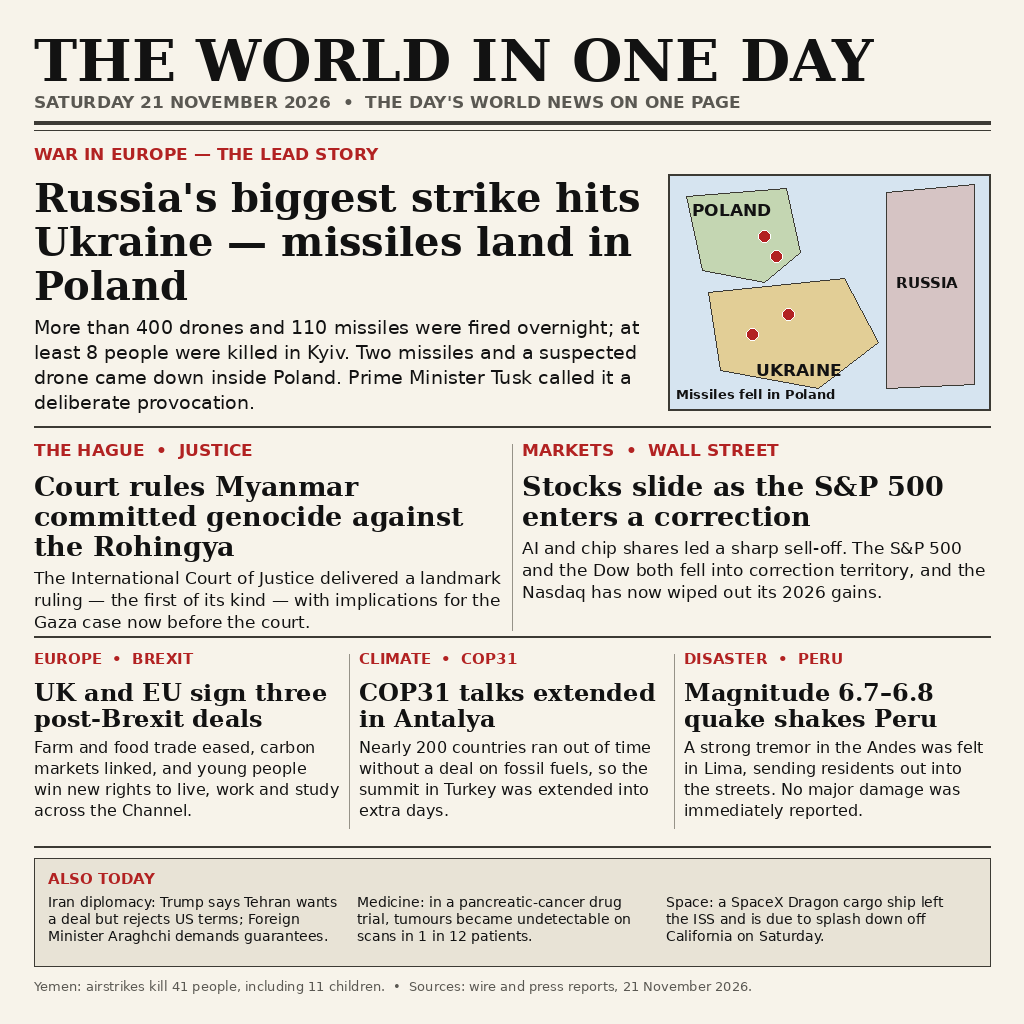 THE WORLD IN ONE DAY
SATURDAY 21 NOVEMBER 2026 • THE DAY'S WORLD NEWS ON ONE PAGE
WAR IN EUROPE — THE LEAD STORY
Russia's biggest strike hits
Ukraine — missiles land in
Poland
More than 400 drones and 110 missiles were fired overnight; at
least 8 people were killed in Kyiv. Two missiles and a suspected
drone came down inside Poland. Prime Minister Tusk called it a
deliberate provocation.
POLAND
RUSSIA
UKRAINE
Missiles fell in Poland
THE HAGUE • JUSTICE
Court rules Myanmar
committed genocide against
the Rohingya
The International Court of Justice delivered a landmark
ruling — the first of its kind — with implications for the
Gaza case now before the court.
MARKETS • WALL STREET
Stocks slide as the S&P 500
enters a correction
AI and chip shares led a sharp sell-off. The S&P 500
and the Dow both fell into correction territory, and the
Nasdaq has now wiped out its 2026 gains.
EUROPE • BREXIT
UK and EU sign three
post-Brexit deals
Farm and food trade eased, carbon
markets linked, and young people
win new rights to live, work and study
across the Channel.
CLIMATE • COP31
COP31 talks extended
in Antalya
Nearly 200 countries ran out of time
without a deal on fossil fuels, so the
summit in Turkey was extended into
extra days.
DISASTER • PERU
Magnitude 6.7–6.8
quake shakes Peru
A strong tremor in the Andes was felt
in Lima, sending residents out into
the streets. No major damage was
immediately reported.
ALSO TODAY
Iran diplomacy: Trump says Tehran wants
a deal but rejects US terms; Foreign
Minister Araghchi demands guarantees.
Medicine: in a pancreatic-cancer drug
trial, tumours became undetectable on
scans in 1 in 12 patients.
Space: a SpaceX Dragon cargo ship left
the ISS and is due to splash down off
California on Saturday.
Yemen: airstrikes kill 41 people, including 11 children. • Sources: wire and press reports, 21 November 2026.